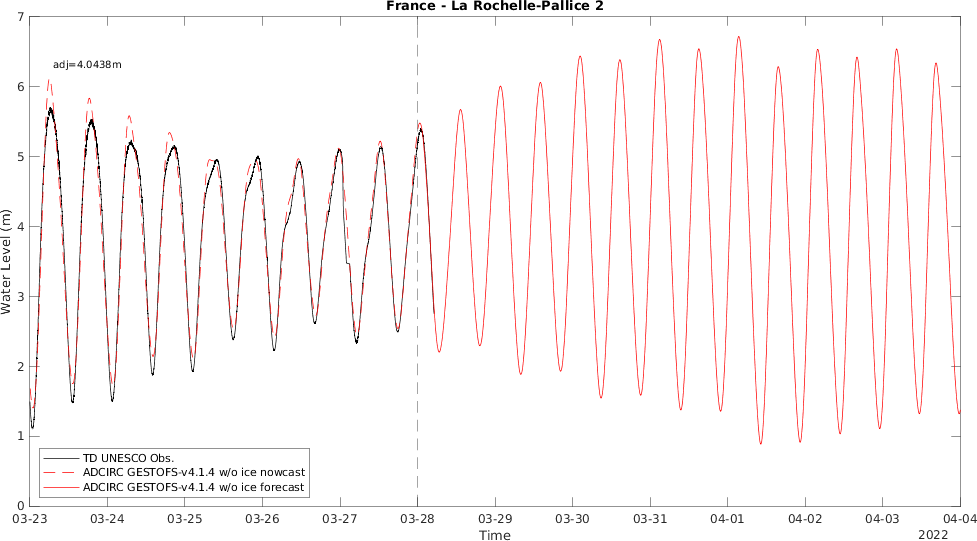 France - La Rochelle-Pallice 2
adj=4.0438m
7
6
5
4
3
2
1
0
Water Level (m)
TD UNESCO Obs.
ADCIRC GESTOFS-v4.1.4 w/o ice nowcast
ADCIRC GESTOFS-v4.1.4 w/o ice forecast
03-23 03-24 03-25 03-26 03-27 03-28 03-29 03-30 03-31 04-01 04-02 04-03 04-04
Time
2022